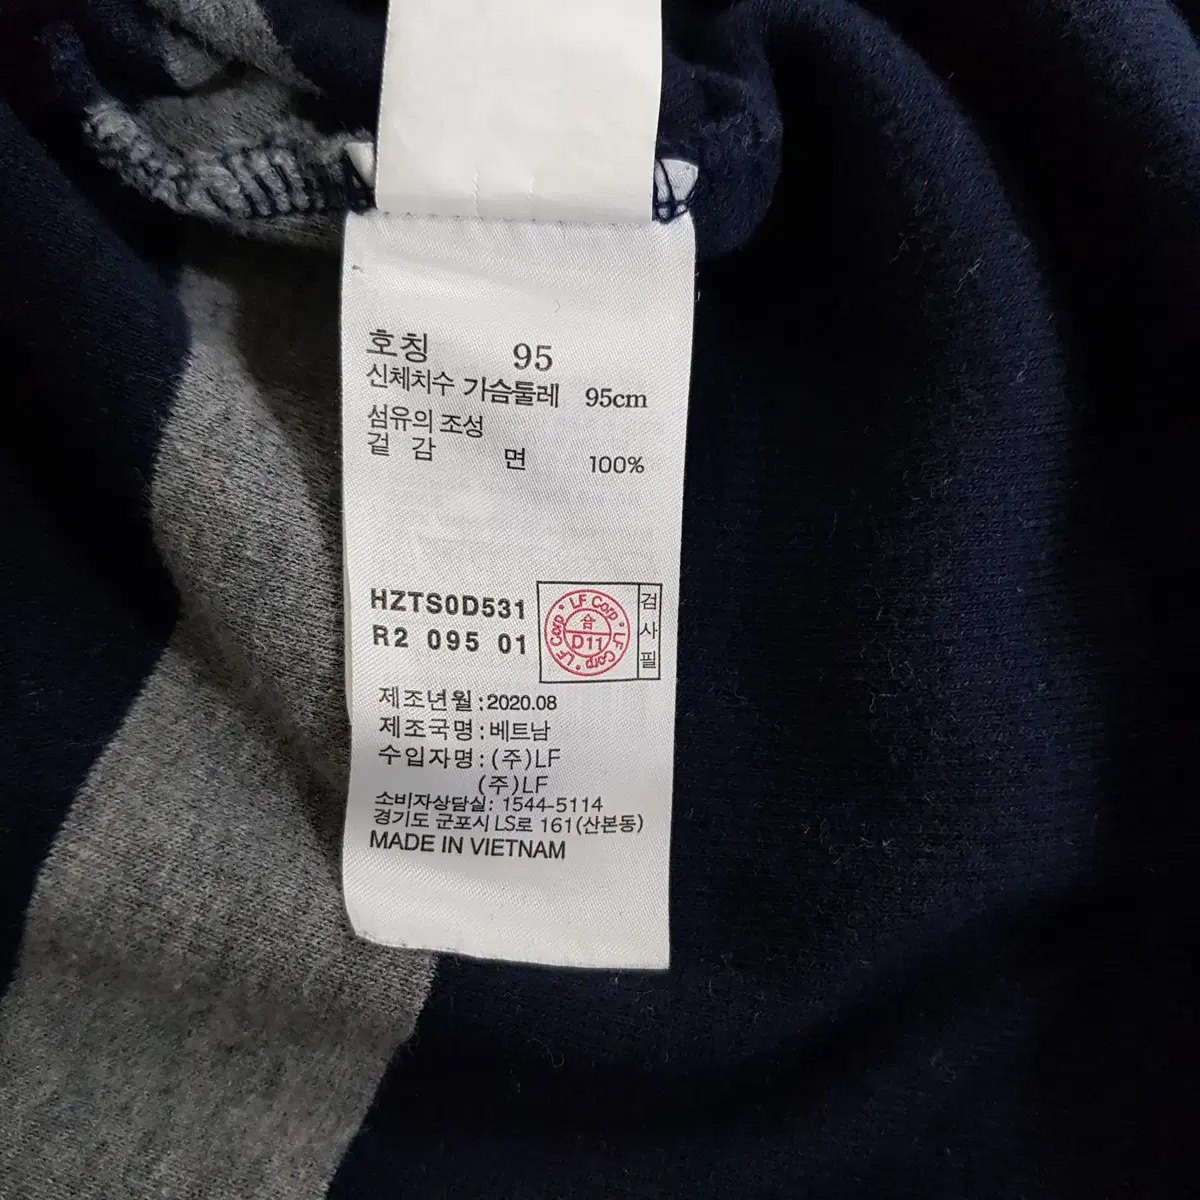 호칭 95
신체치수 가슴둘레 95cm
섬유의 조성
겉 감 면 100%
HZTS0D531
R2 095 01
LF Corp • LF Corp • LF Corp •
合
D11
검사필
제조년월 : 2020.08
제조국명 : 베트남
수입자명 : (주)LF
(주)LF
소비자상담실: 1544-5114
경기도 군포시 LS로 161(산본동)
MADE IN VIETNAM